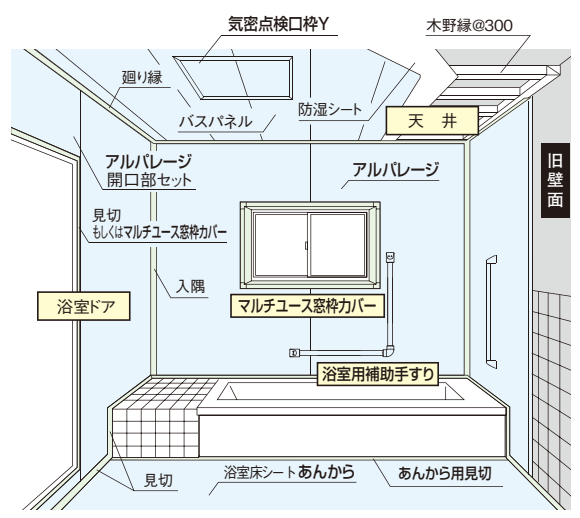 気密点検口枠Y
木野縁@300
廻り縁
バスパネル
防湿シート
天 井
アルパレージ
開口部セット
アルパレージ
旧壁面
見切
もしくはマルチユース窓枠カバー
入隅
浴室ドア
マルチユース窓枠カバー
浴室用補助手すり
見切
浴室床シートあんから
あんから用見切